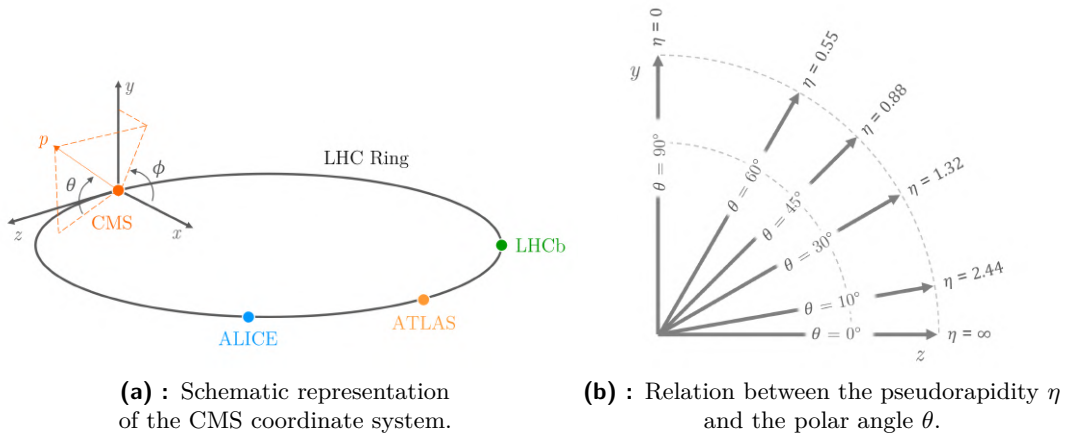 y
p
LHC Ring
θ
ϕ
CMS
z
x
LHCb
ATLAS
ALICE
(a) : Schematic representation
of the CMS coordinate system.
η = 0
y
η = 0.55
η = 0.88
θ = 90°
θ = 60°
η = 1.32
θ = 45°
θ = 30°
η = 2.44
θ = 10°
θ = 0°
η = ∞
z
(b) : Relation between the pseudorapidity η
and the polar angle θ.